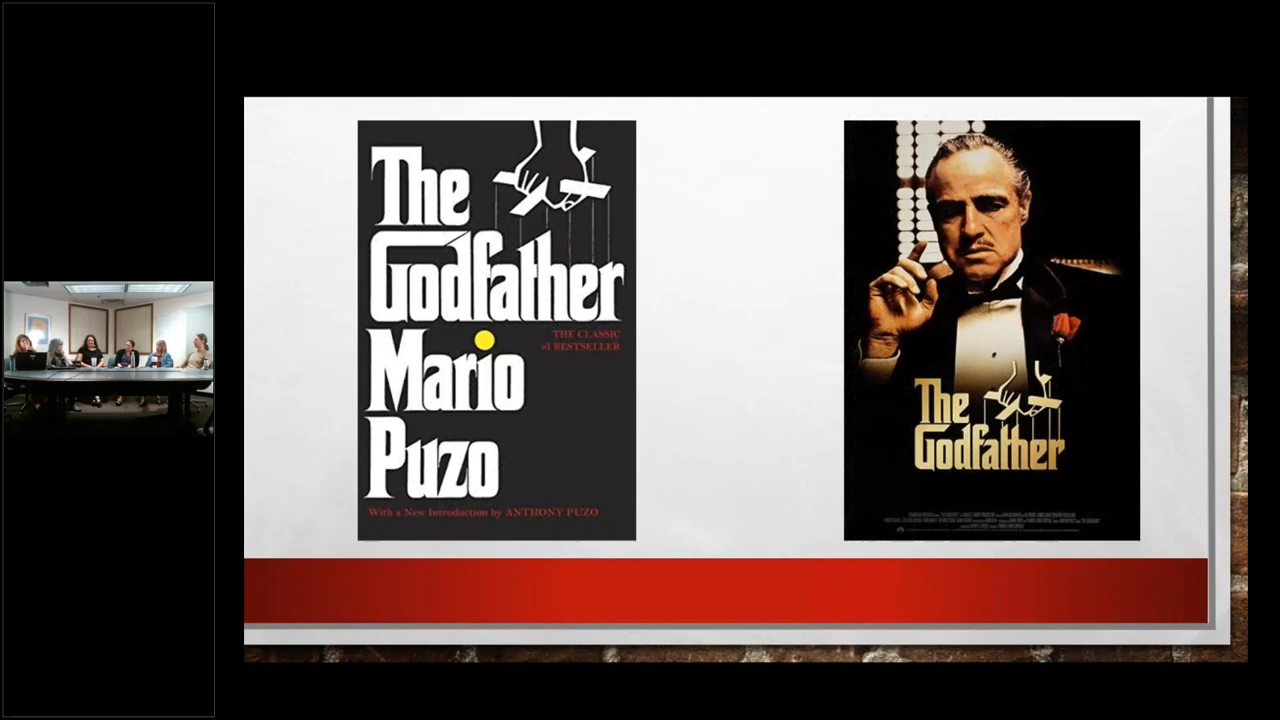 The
Godfather
THE CLASSIC
#1 BESTSELLER
Mario
Puzo
With a New Introduction by ANTHONY PUZO
The
Godfather